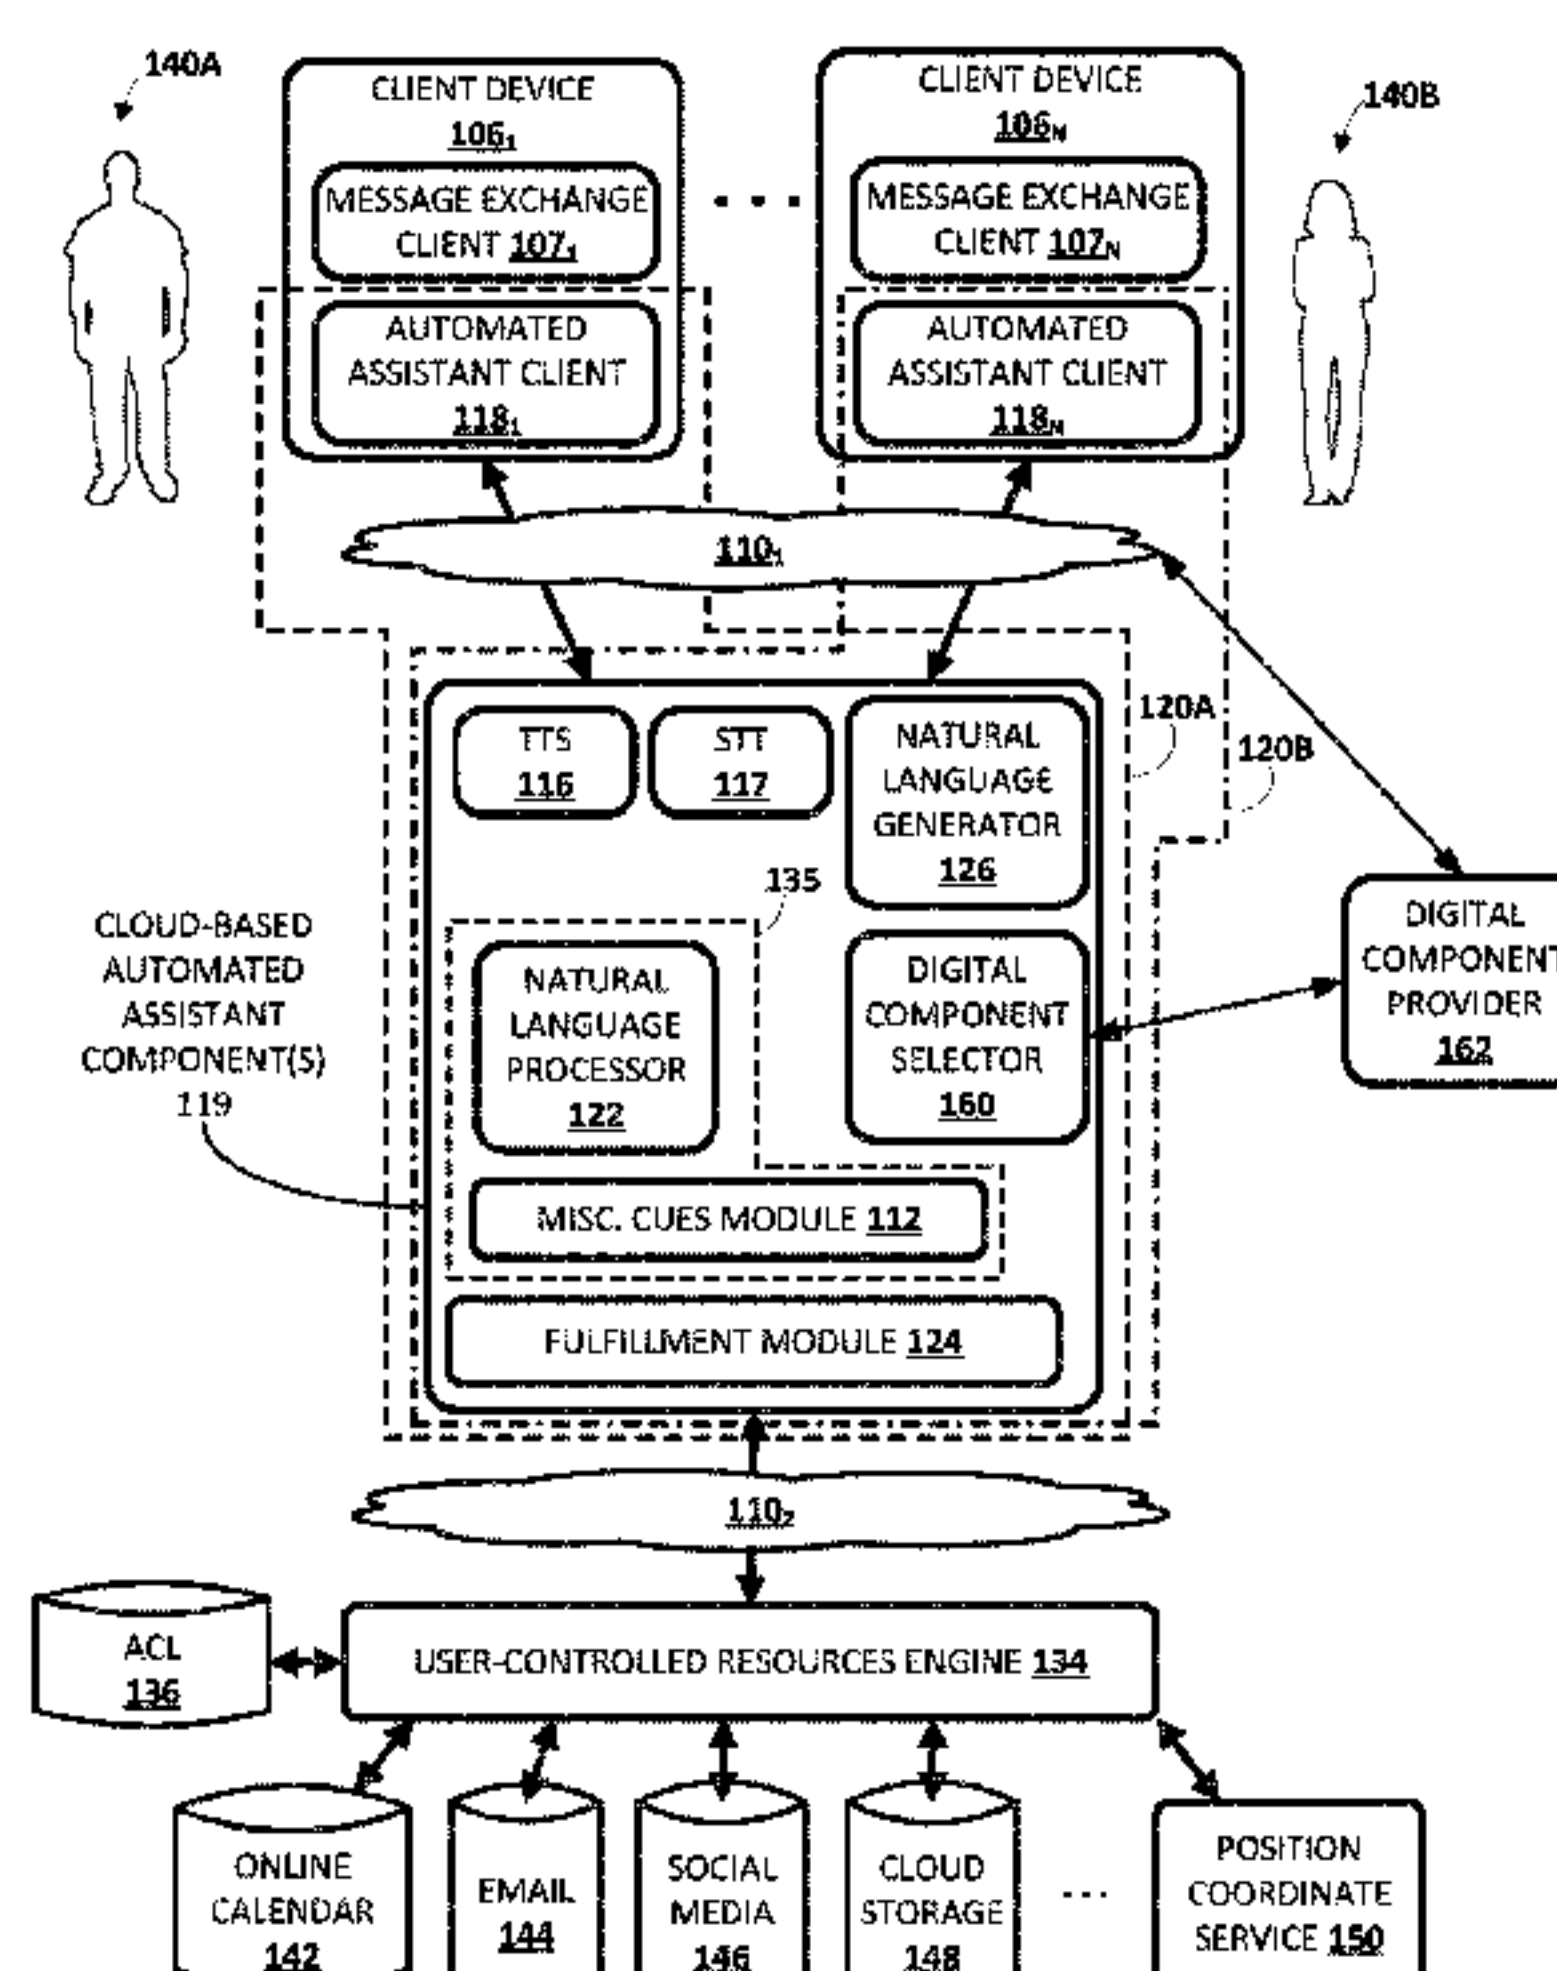 140A
CLIENT DEVICE
106₁
MESSAGE EXCHANGE
CLIENT 107₁
AUTOMATED
ASSISTANT CLIENT
118₁
CLIENT DEVICE
106N
MESSAGE EXCHANGE
CLIENT 107N
AUTOMATED
ASSISTANT CLIENT
118N
140B
110₁
120A
120B
TTS
116
STT
117
NATURAL
LANGUAGE
GENERATOR
126
135
CLOUD-BASED
AUTOMATED
ASSISTANT
COMPONENT(S)
119
NATURAL
LANGUAGE
PROCESSOR
122
DIGITAL
COMPONENT
SELECTOR
160
DIGITAL
COMPONENT
PROVIDER
162
MISC. CUES MODULE 112
FULFILLMENT MODULE 124
110₂
ACL
136
USER-CONTROLLED RESOURCES ENGINE 134
ONLINE
CALENDAR
142
EMAIL
144
SOCIAL
MEDIA
146
CLOUD
STORAGE
148
...
POSITION
COORDINATE
SERVICE 150